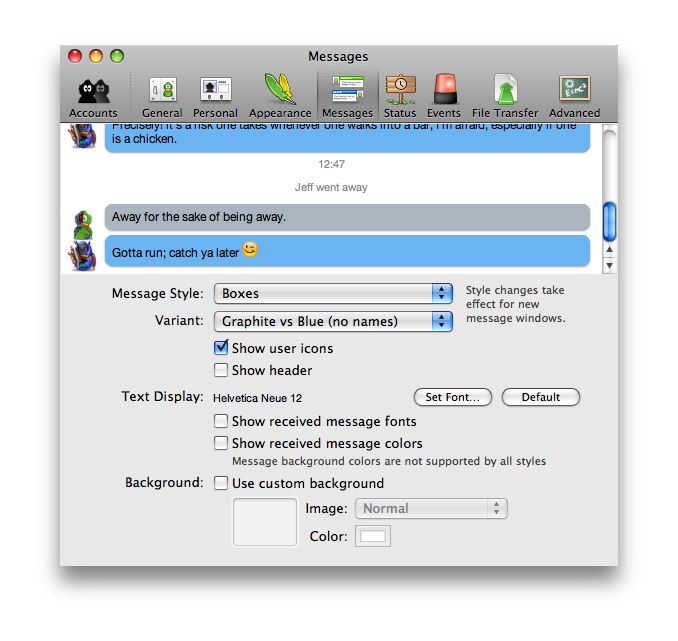 Messages
Accounts General Personal Appearance Messages Status Events File Transfer Advanced
Precisely! It's a risk one takes whenever one walks into a bar, I'm afraid, especially if one
is a chicken.
12:47
Jeff went away
Away for the sake of being away.
Gotta run; catch ya later
Message Style: Boxes
Style changes take
effect for new
message windows.
Variant: Graphite vs Blue (no names)
Show user icons
Show header
Text Display: Helvetica Neue 12 Set Font... Default
Show received message fonts
Show received message colors
Message background colors are not supported by all styles
Background: Use custom background
Image: Normal
Color: